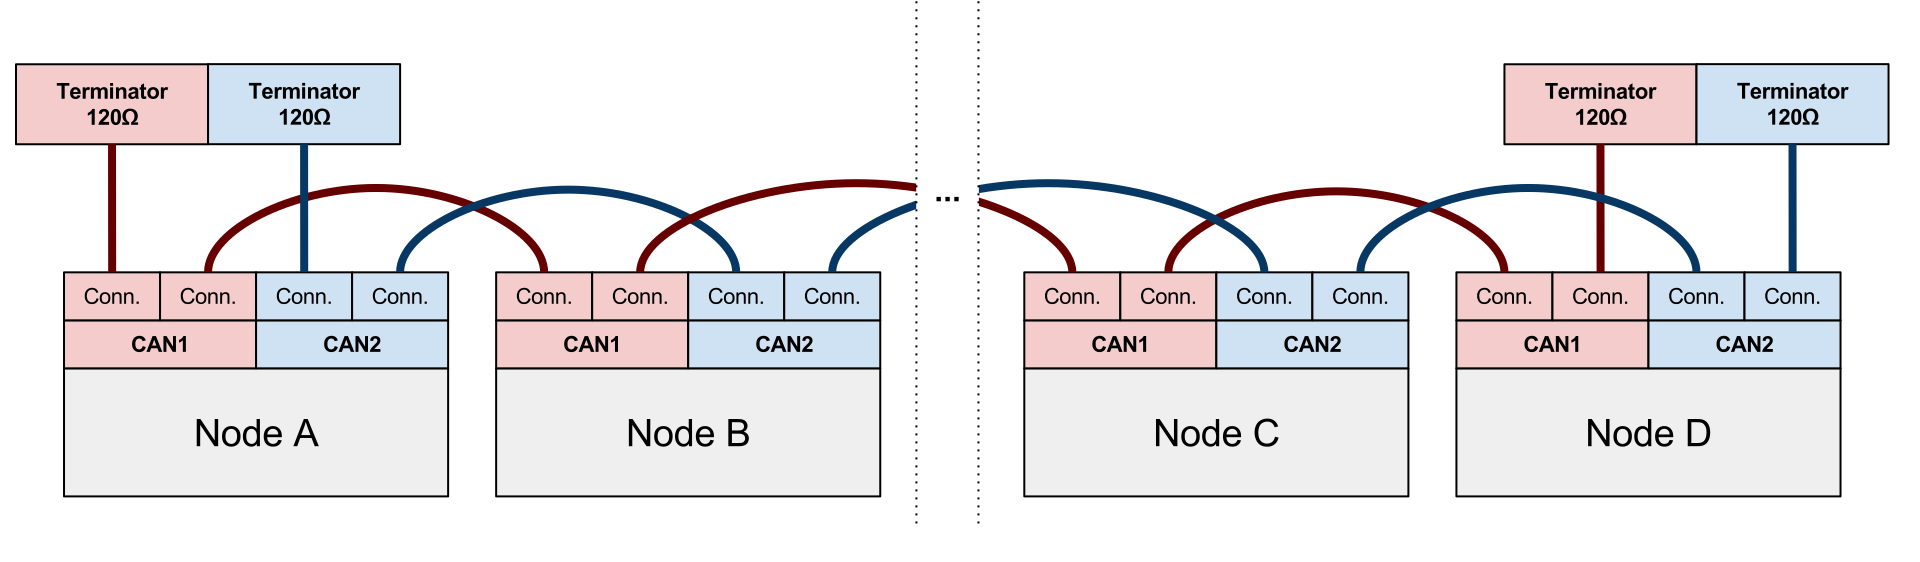 Terminator
120Ω
Terminator
120Ω
Terminator
120Ω
Terminator
120Ω
...
Conn. Conn. Conn. Conn.
CAN1 CAN2
Node A
Conn. Conn. Conn. Conn.
CAN1 CAN2
Node B
Conn. Conn. Conn. Conn.
CAN1 CAN2
Node C
Conn. Conn. Conn. Conn.
CAN1 CAN2
Node D